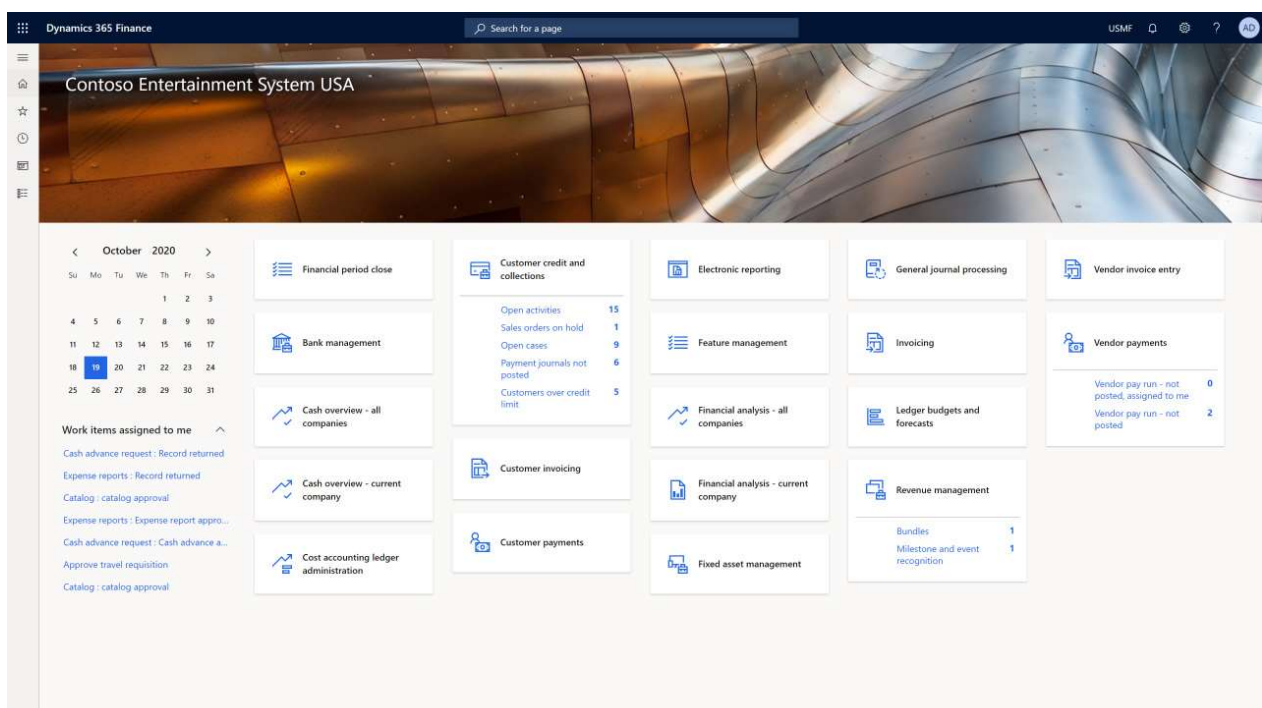 Dynamics 365 Finance
Search for a page
USMF
?
AD
Contoso Entertainment System USA
October 2020
Su Mo Tu We Th Fr Sa
1 2 3
4 5 6 7 8 9 10
11 12 13 14 15 16 17
18 19 20 21 22 23 24
25 26 27 28 29 30 31
Work items assigned to me
Cash advance request : Record returned
Expense reports : Record returned
Catalog : catalog approval
Expense reports : Expense report appro...
Cash advance request : Cash advance a...
Approve travel requisition
Catalog : catalog approval
Financial period close
Bank management
Cash overview - all
companies
Cash overview - current
company
Cost accounting ledger
administration
Customer credit and
collections
Open activities 15
Sales orders on hold 1
Open cases 9
Payment journals not 6
posted
Customers over credit 5
limit
Customer invoicing
Customer payments
Electronic reporting
Feature management
Financial analysis - all
companies
Financial analysis - current
company
Fixed asset management
General journal processing
Invoicing
Ledger budgets and
forecasts
Revenue management
Bundles 1
Milestone and event 1
recognition
Vendor invoice entry
Vendor payments
Vendor pay run - not 0
posted, assigned to me
Vendor pay run - not 2
posted